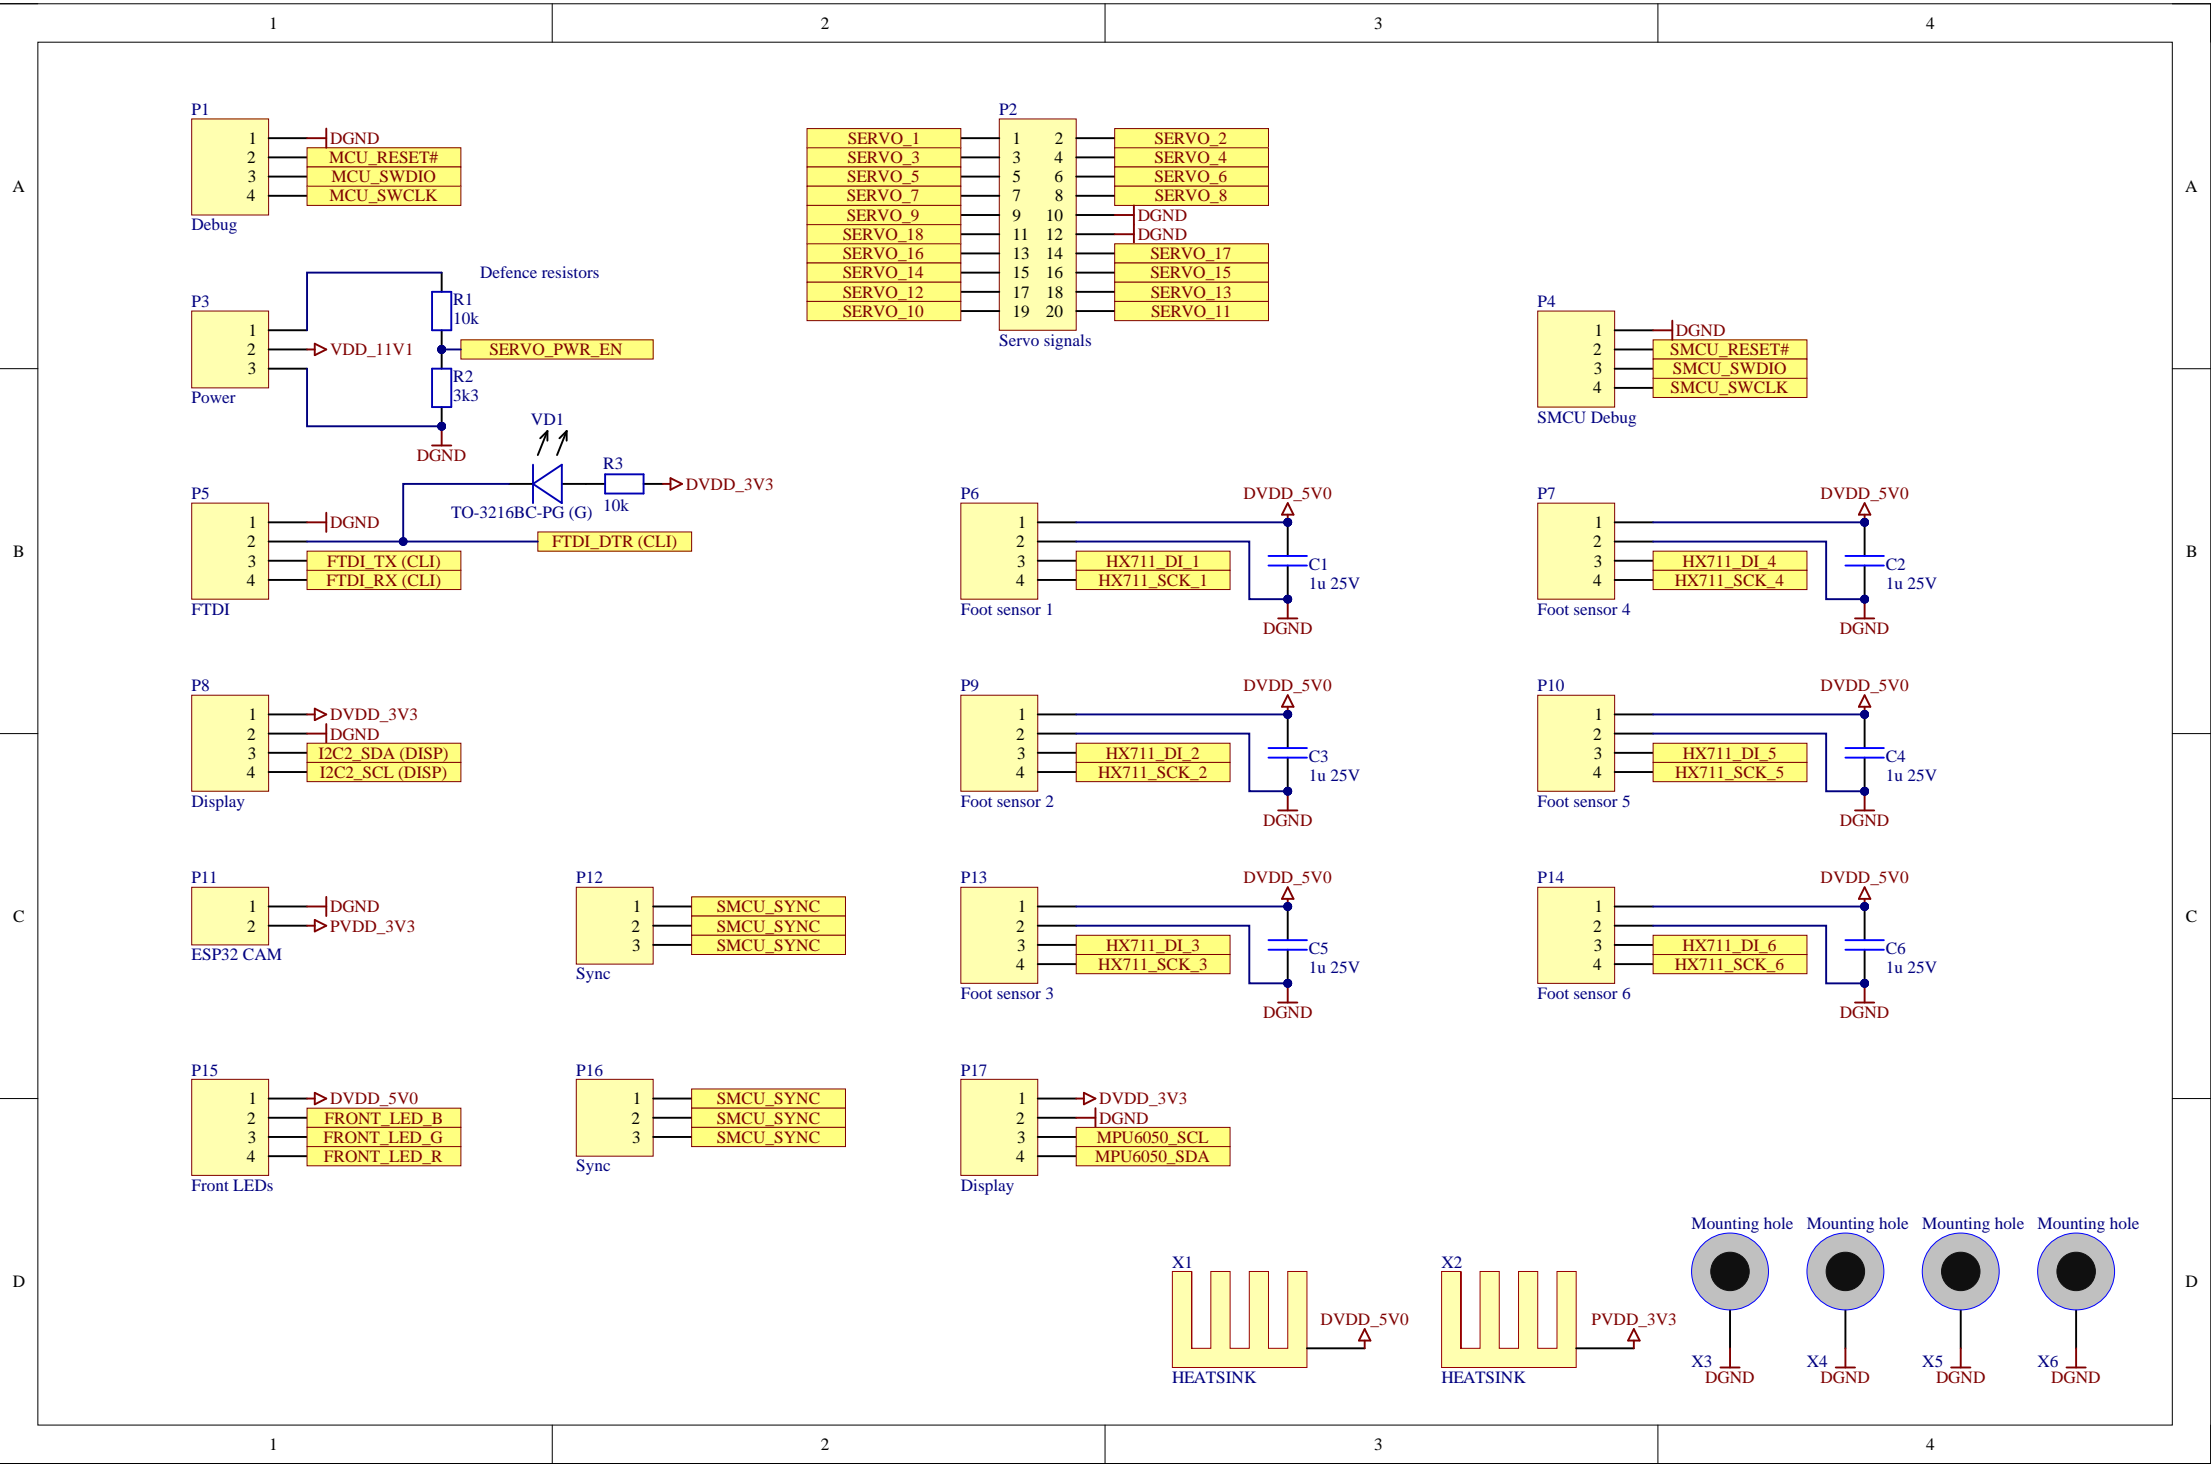 1 2 3 4
A A
B B
C C
D D
1 2 3 4
P1
1 DGND
2 MCU_RESET#
3 MCU_SWDIO
4 MCU_SWCLK
Debug
P2
SERVO_1 1 2 SERVO_2
SERVO_3 3 4 SERVO_4
SERVO_5 5 6 SERVO_6
SERVO_7 7 8 SERVO_8
SERVO_9 9 10 DGND
SERVO_18 11 12 DGND
SERVO_16 13 14 SERVO_17
SERVO_14 15 16 SERVO_15
SERVO_12 17 18 SERVO_13
SERVO_10 19 20 SERVO_11
Servo signals
Defence resistors
P3
1
2 VDD_11V1
3
Power
R1
10k
SERVO_PWR_EN
R2
3k3
DGND
P4
1 DGND
2 SMCU_RESET#
3 SMCU_SWDIO
4 SMCU_SWCLK
SMCU Debug
VD1
TO-3216BC-PG (G)
R3
10k
DVDD_3V3
P5
1 DGND
2 FTDI_DTR (CLI)
3 FTDI_TX (CLI)
4 FTDI_RX (CLI)
FTDI
P6
DVDD_5V0
1
2
3 HX711_DI_1
4 HX711_SCK_1
C1
1u 25V
Foot sensor 1
DGND
P7
DVDD_5V0
1
2
3 HX711_DI_4
4 HX711_SCK_4
C2
1u 25V
Foot sensor 4
DGND
P8
1 DVDD_3V3
2 DGND
3 I2C2_SDA (DISP)
4 I2C2_SCL (DISP)
Display
P9
DVDD_5V0
1
2
3 HX711_DI_2
4 HX711_SCK_2
C3
1u 25V
Foot sensor 2
DGND
P10
DVDD_5V0
1
2
3 HX711_DI_5
4 HX711_SCK_5
C4
1u 25V
Foot sensor 5
DGND
P11
1 DGND
2 PVDD_3V3
ESP32 CAM
P12
1 SMCU_SYNC
2 SMCU_SYNC
3 SMCU_SYNC
Sync
P13
DVDD_5V0
1
2
3 HX711_DI_3
4 HX711_SCK_3
C5
1u 25V
Foot sensor 3
DGND
P14
DVDD_5V0
1
2
3 HX711_DI_6
4 HX711_SCK_6
C6
1u 25V
Foot sensor 6
DGND
P15
1 DVDD_5V0
2 FRONT_LED_B
3 FRONT_LED_G
4 FRONT_LED_R
Front LEDs
P16
1 SMCU_SYNC
2 SMCU_SYNC
3 SMCU_SYNC
Sync
P17
1 DVDD_3V3
2 DGND
3 MPU6050_SCL
4 MPU6050_SDA
Display
X1
DVDD_5V0
HEATSINK
X2
PVDD_3V3
HEATSINK
Mounting hole Mounting hole Mounting hole Mounting hole
X3 X4 X5 X6
DGND DGND DGND DGND